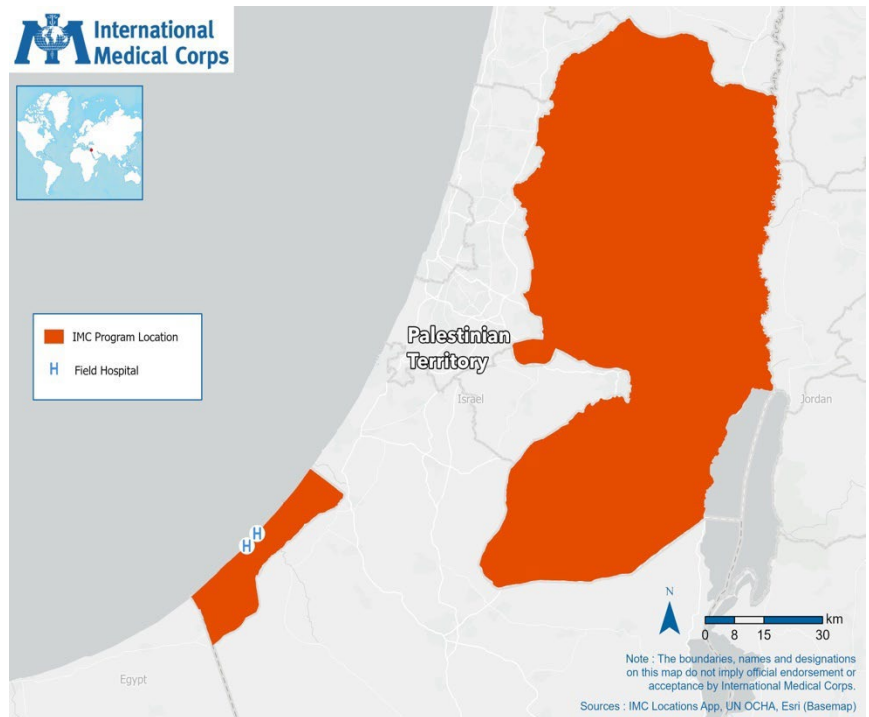 International
Medical Corps
IMC Program Location
H Field Hospital
Palestinian
Territory
Israel
Jordan
H
H
Egypt
N
km
0 8 15 30
Note : The boundaries, names and designations
on this map do not imply official endorsement or
acceptance by International Medical Corps.
Sources : IMC Locations App, UN OCHA, Esri (Basemap)